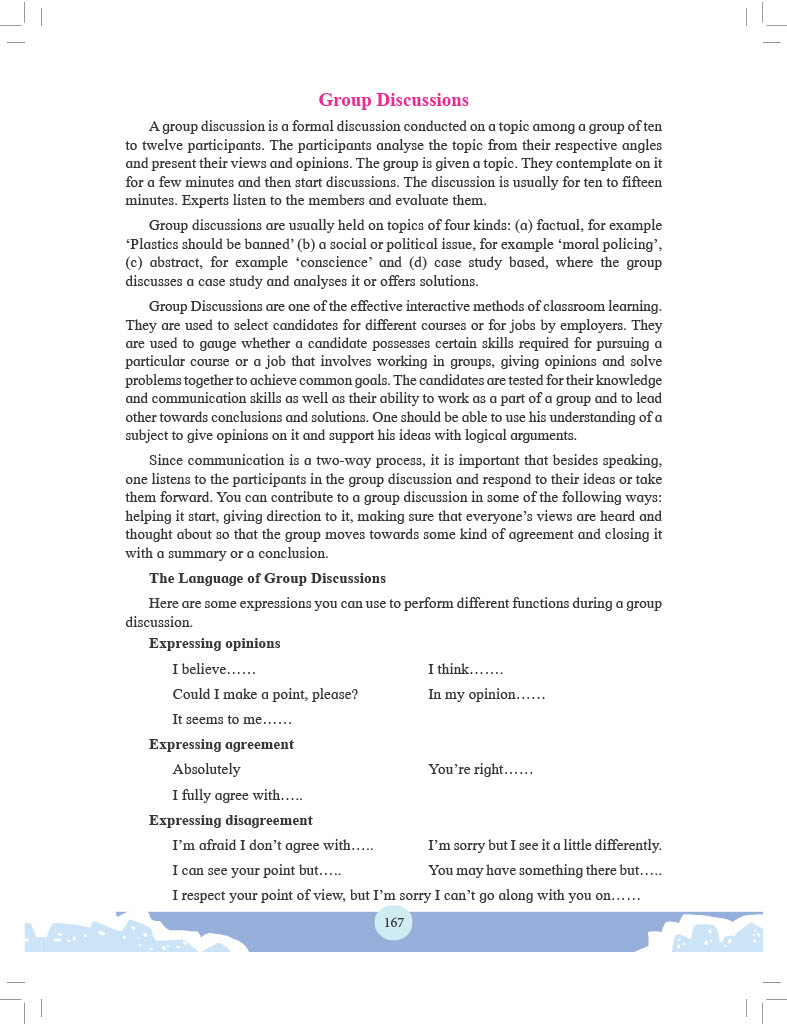 Group Discussions
A group discussion is a formal discussion conducted on a topic among a group of ten
to twelve participants. The participants analyse the topic from their respective angles
and present their views and opinions. The group is given a topic. They contemplate on it
for a few minutes and then start discussions. The discussion is usually for ten to fifteen
minutes. Experts listen to the members and evaluate them.
Group discussions are usually held on topics of four kinds: (a) factual, for example
‘Plastics should be banned’ (b) a social or political issue, for example ‘moral policing’,
(c) abstract, for example ‘conscience’ and (d) case study based, where the group
discusses a case study and analyses it or offers solutions.
Group Discussions are one of the effective interactive methods of classroom learning.
They are used to select candidates for different courses or for jobs by employers. They
are used to gauge whether a candidate possesses certain skills required for pursuing a
particular course or a job that involves working in groups, giving opinions and solve
problems together to achieve common goals. The candidates are tested for their knowledge
and communication skills as well as their ability to work as a part of a group and to lead
other towards conclusions and solutions. One should be able to use his understanding of a
subject to give opinions on it and support his ideas with logical arguments.
Since communication is a two-way process, it is important that besides speaking,
one listens to the participants in the group discussion and respond to their ideas or take
them forward. You can contribute to a group discussion in some of the following ways:
helping it start, giving direction to it, making sure that everyone’s views are heard and
thought about so that the group moves towards some kind of agreement and closing it
with a summary or a conclusion.
The Language of Group Discussions
Here are some expressions you can use to perform different functions during a group
discussion.
Expressing opinions
I believe…… I think…….
Could I make a point, please? In my opinion……
It seems to me……
Expressing agreement
Absolutely You’re right……
I fully agree with…..
Expressing disagreement
I’m afraid I don’t agree with….. I’m sorry but I see it a little differently.
I can see your point but….. You may have something there but…..
I respect your point of view, but I’m sorry I can’t go along with you on……
167